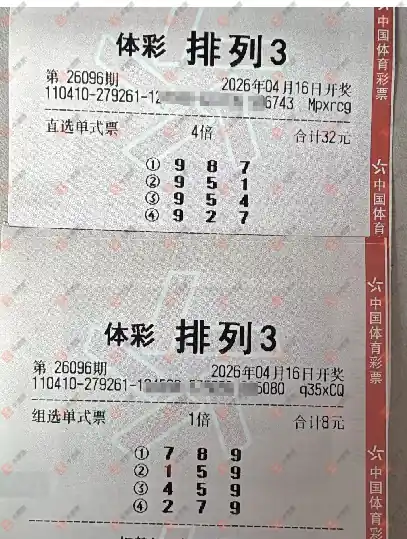 体彩 排列3
第 26096期 2026年04月16日开奖
110410-279261-12 6743 Mpxrcg
直选单式票 4倍 合计32元
① 9 8 7
② 9 5 1
③ 9 5 4
④ 9 2 7
中国体育彩票
中国体育
体彩 排列3
第 26096期 2026年04月16日开奖
110410-279261- 6080 q35xCQ
组选单式票 1倍 合计8元
① 7 8 9
② 1 5 9
③ 4 5 9
④ 2 7 9
中国体育彩票
中国体育